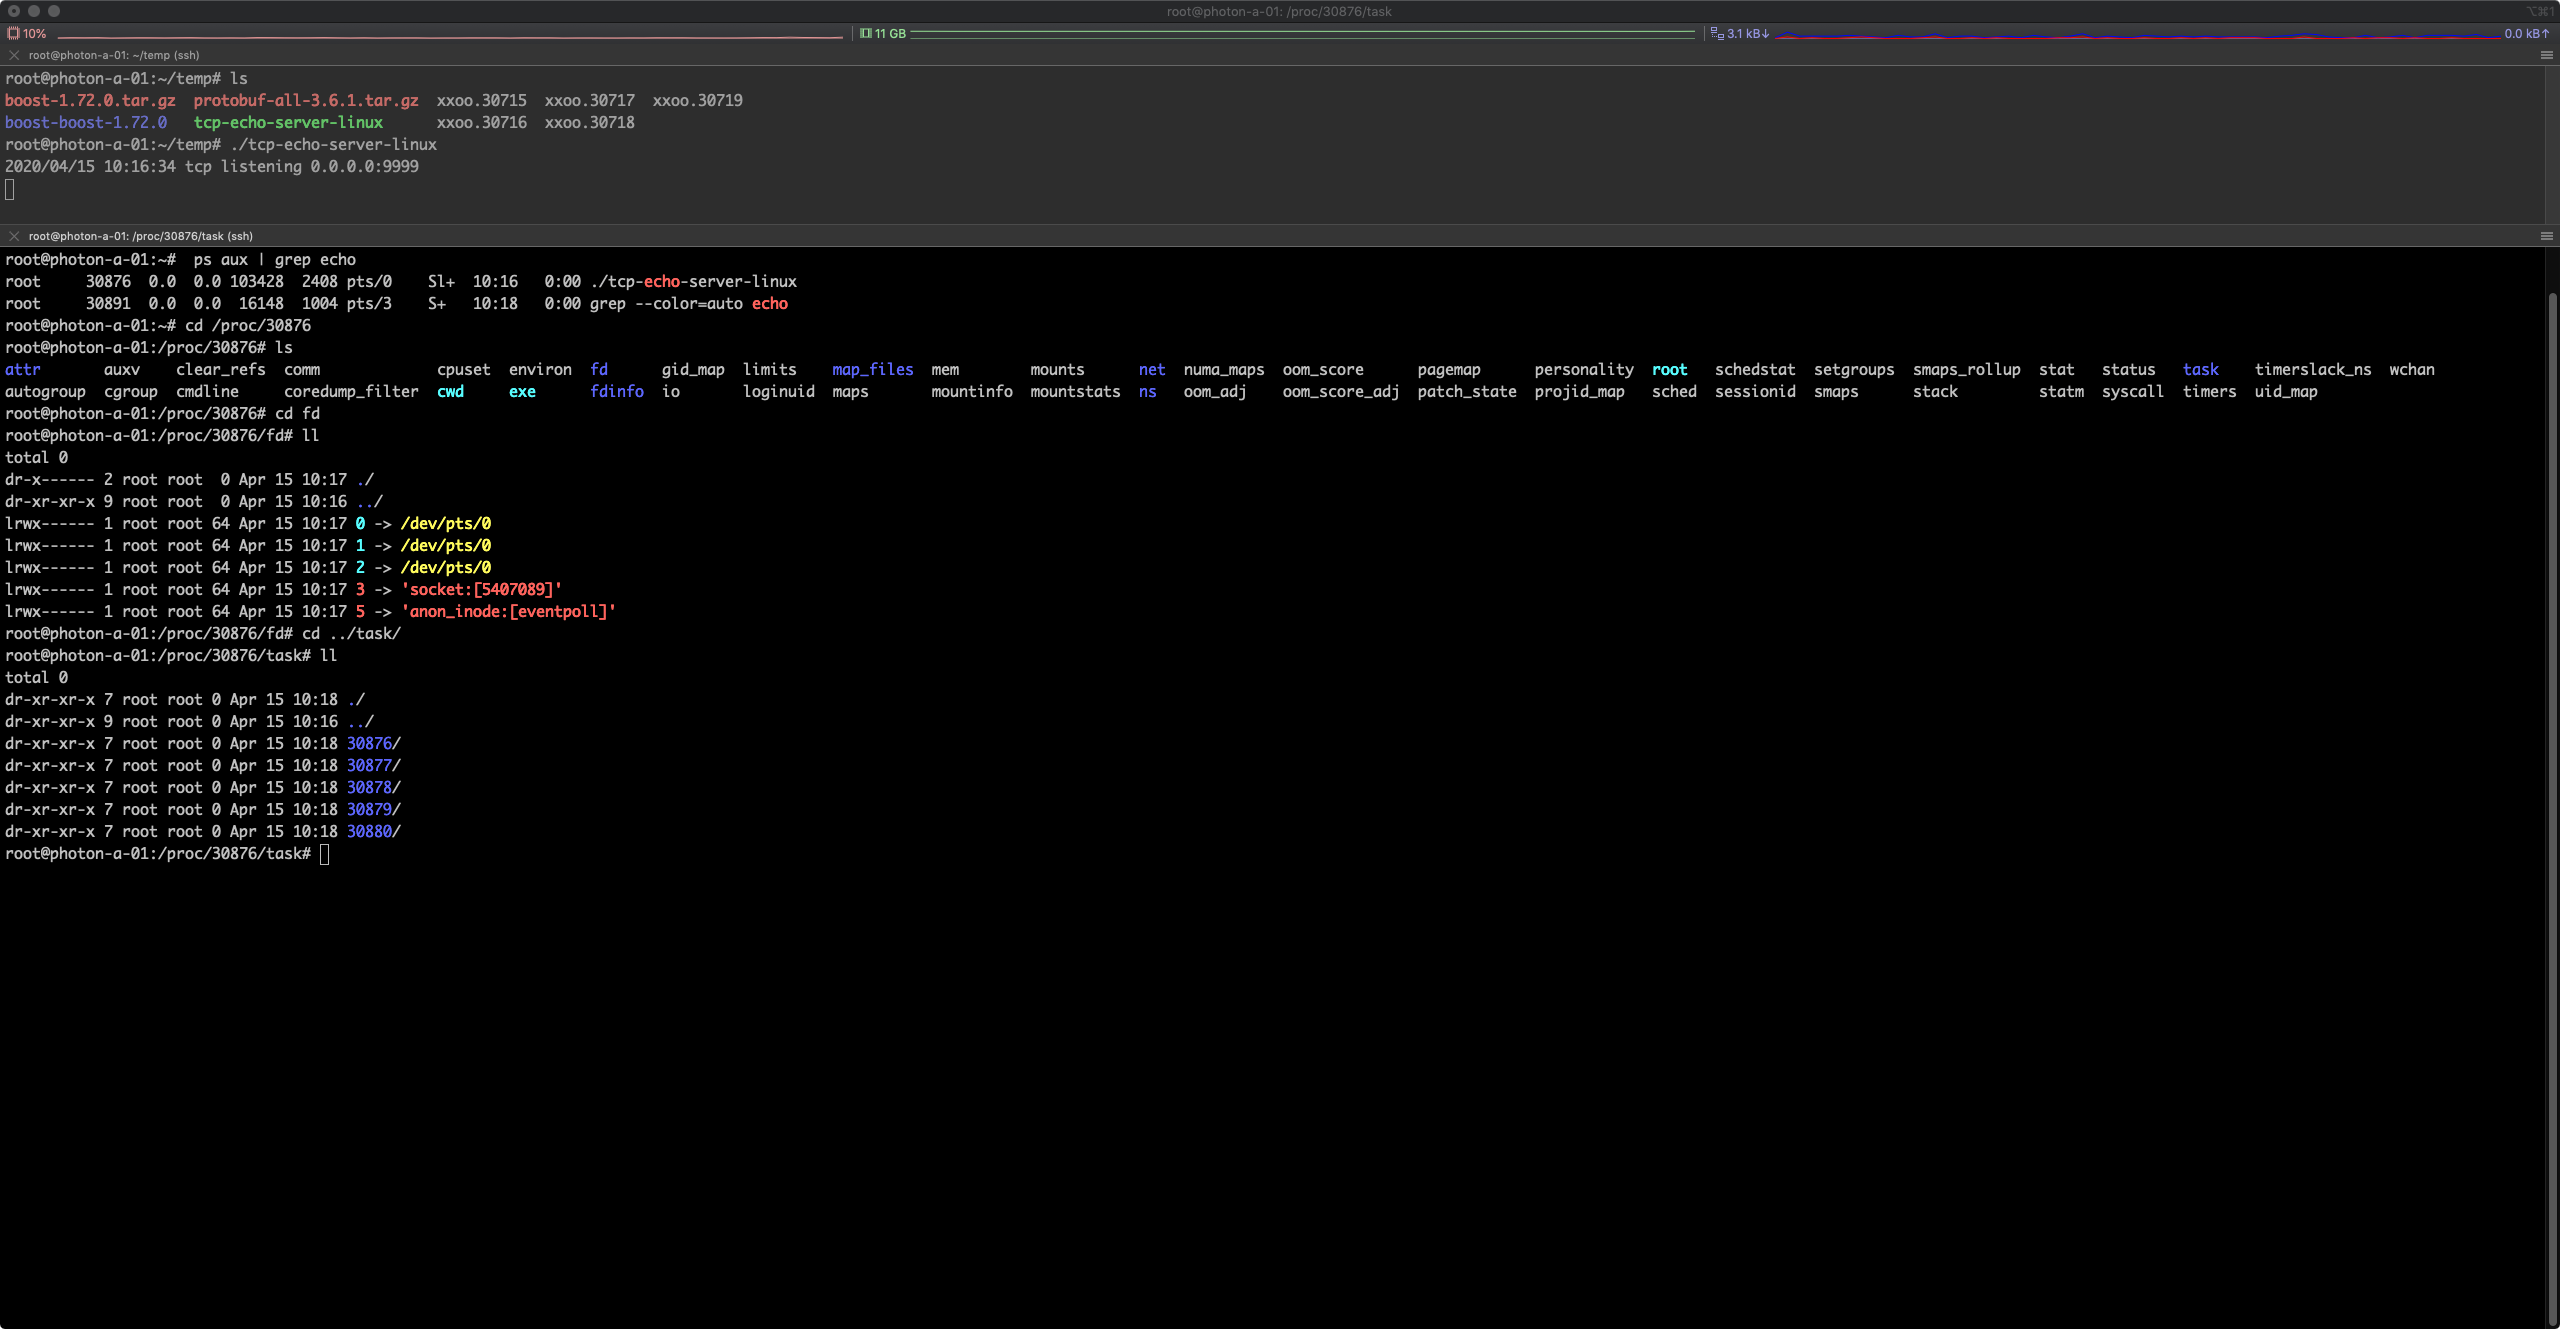 root@photon-a-01: /proc/30876/task ⌥⌘1
10% 11 GB 3.1 kB↓ 0.0 kB↑
root@photon-a-01: ~/temp (ssh)
root@photon-a-01:~/temp# ls
boost-1.72.0.tar.gz  protobuf-all-3.6.1.tar.gz  xxoo.30715  xxoo.30717  xxoo.30719
boost-boost-1.72.0   tcp-echo-server-linux      xxoo.30716  xxoo.30718
root@photon-a-01:~/temp# ./tcp-echo-server-linux
2020/04/15 10:16:34 tcp listening 0.0.0.0:9999
root@photon-a-01: /proc/30876/task (ssh)
root@photon-a-01:~#  ps aux | grep echo
root     30876  0.0  0.0 103428  2408 pts/0    Sl+  10:16   0:00 ./tcp-echo-server-linux
root     30891  0.0  0.0  16148  1004 pts/3    S+   10:18   0:00 grep --color=auto echo
root@photon-a-01:~# cd /proc/30876
root@photon-a-01:/proc/30876# ls
attr       auxv    clear_refs  comm             cpuset  environ  fd      gid_map  limits    map_files  mem        mounts      net  numa_maps  oom_score      pagemap      personality  root   schedstat  setgroups  smaps_rollup  stat   status   task    timerslack_ns  wchan
autogroup  cgroup  cmdline     coredump_filter  cwd     exe      fdinfo  io       loginuid  maps       mountinfo  mountstats  ns   oom_adj    oom_score_adj  patch_state  projid_map   sched  sessionid  smaps      stack         statm  syscall  timers  uid_map
root@photon-a-01:/proc/30876# cd fd
root@photon-a-01:/proc/30876/fd# ll
total 0
dr-x------ 2 root root  0 Apr 15 10:17 ./
dr-xr-xr-x 9 root root  0 Apr 15 10:16 ../
lrwx------ 1 root root 64 Apr 15 10:17 0 -> /dev/pts/0
lrwx------ 1 root root 64 Apr 15 10:17 1 -> /dev/pts/0
lrwx------ 1 root root 64 Apr 15 10:17 2 -> /dev/pts/0
lrwx------ 1 root root 64 Apr 15 10:17 3 -> 'socket:[5407089]'
lrwx------ 1 root root 64 Apr 15 10:17 5 -> 'anon_inode:[eventpoll]'
root@photon-a-01:/proc/30876/fd# cd ../task/
root@photon-a-01:/proc/30876/task# ll
total 0
dr-xr-xr-x 7 root root 0 Apr 15 10:18 ./
dr-xr-xr-x 9 root root 0 Apr 15 10:16 ../
dr-xr-xr-x 7 root root 0 Apr 15 10:18 30876/
dr-xr-xr-x 7 root root 0 Apr 15 10:18 30877/
dr-xr-xr-x 7 root root 0 Apr 15 10:18 30878/
dr-xr-xr-x 7 root root 0 Apr 15 10:18 30879/
dr-xr-xr-x 7 root root 0 Apr 15 10:18 30880/
root@photon-a-01:/proc/30876/task#